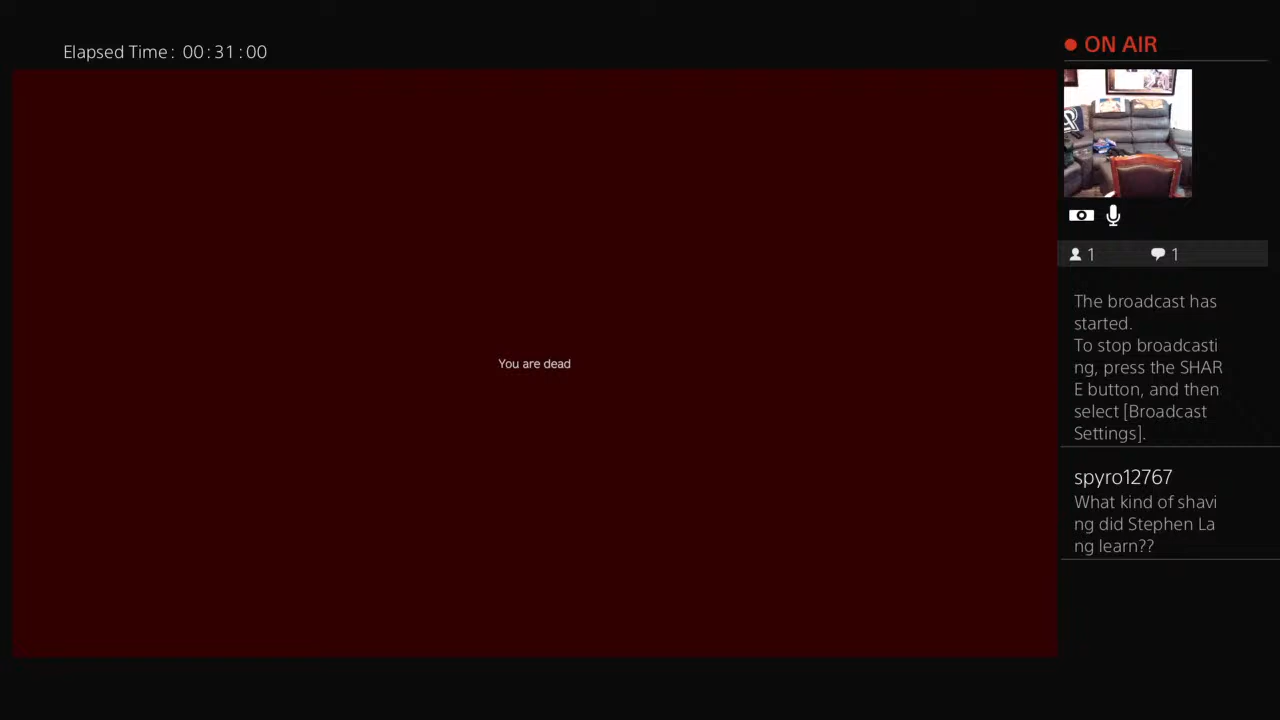 Elapsed Time: 00:31:00
ON AIR
1
1
The broadcast has
started.
To stop broadcasti
ng, press the SHAR
E button, and then
select [Broadcast
Settings].
You are dead
spyro12767
What kind of shavi
ng did Stephen La
ng learn??